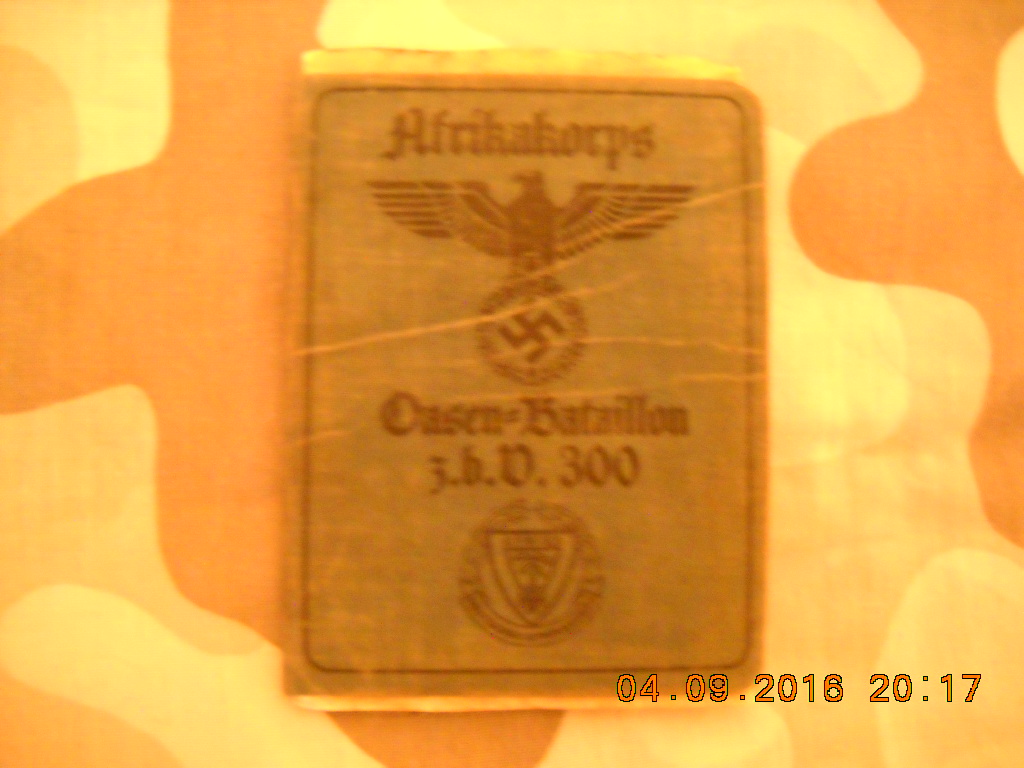 Afrikakorps
Oasen=Bataillon
z.b.V. 300
04.09.2016 20:17